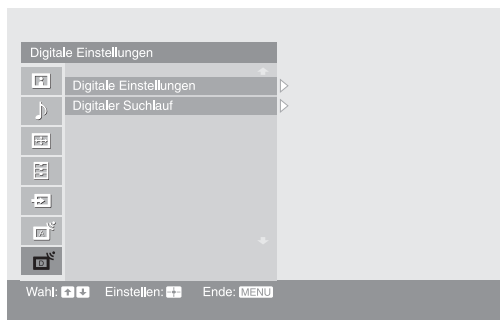 Digitale Einstellungen
Digitale Einstellungen
Digitaler Suchlauf
Wahl: Einstellen: Ende: MENU